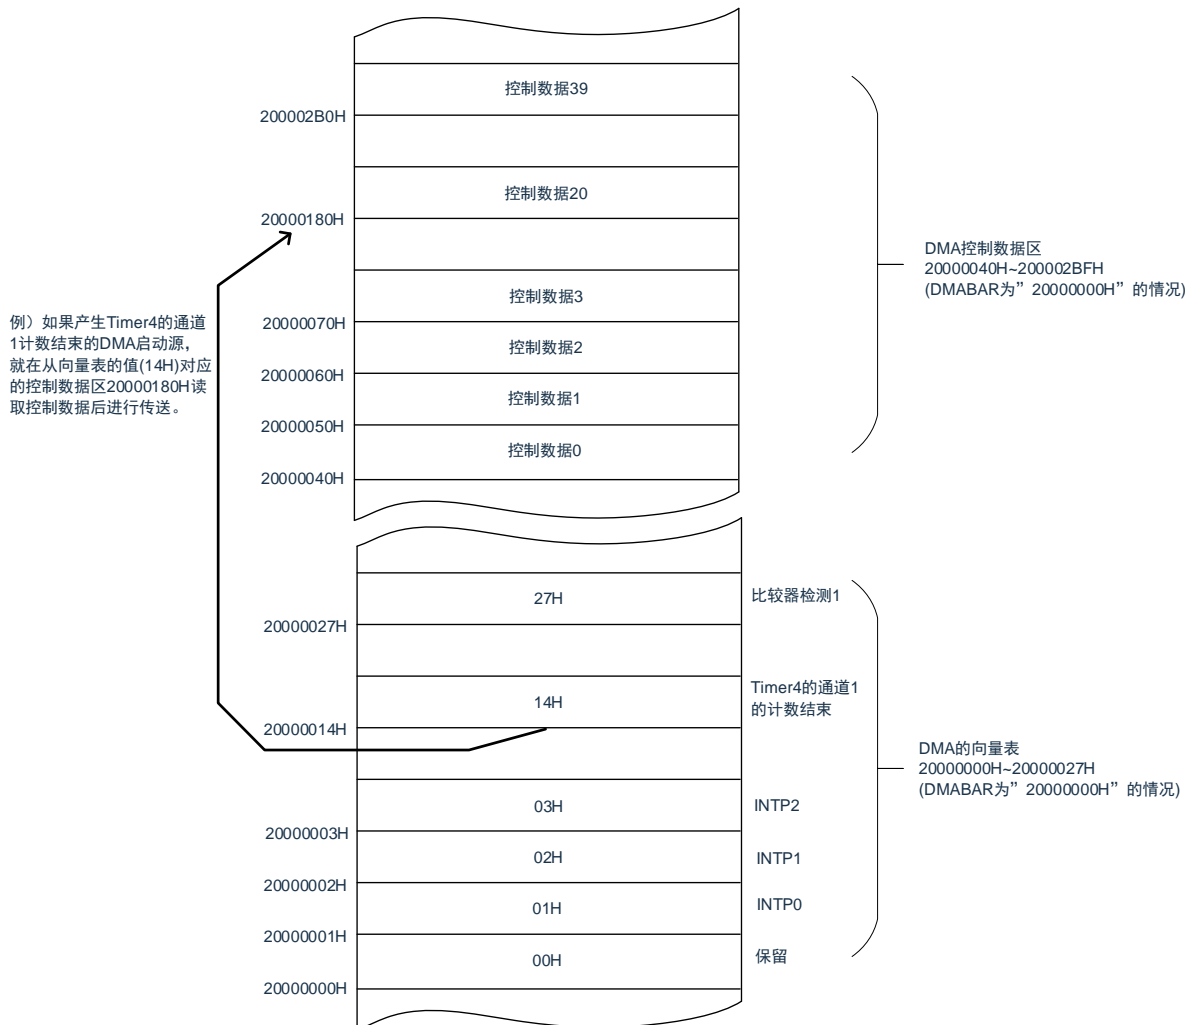 控制数据39
200002B0H
控制数据20
20000180H
DMA控制数据区
20000040H~200002BFH
(DMABAR为”20000000H”的情况)
控制数据3
20000070H
例）如果产生Timer4的通道
1计数结束的DMA启动源，
就在从向量表的值(14H)对应
的控制数据区20000180H读
取控制数据后进行传送。
控制数据2
20000060H
控制数据1
20000050H
控制数据0
20000040H
27H
比较器检测1
20000027H
14H
Timer4的通道1
的计数结束
20000014H
DMA的向量表
20000000H~20000027H
(DMABAR为”20000000H”的情况)
03H
INTP2
20000003H
02H
INTP1
20000002H
01H
INTP0
20000001H
00H
保留
20000000H